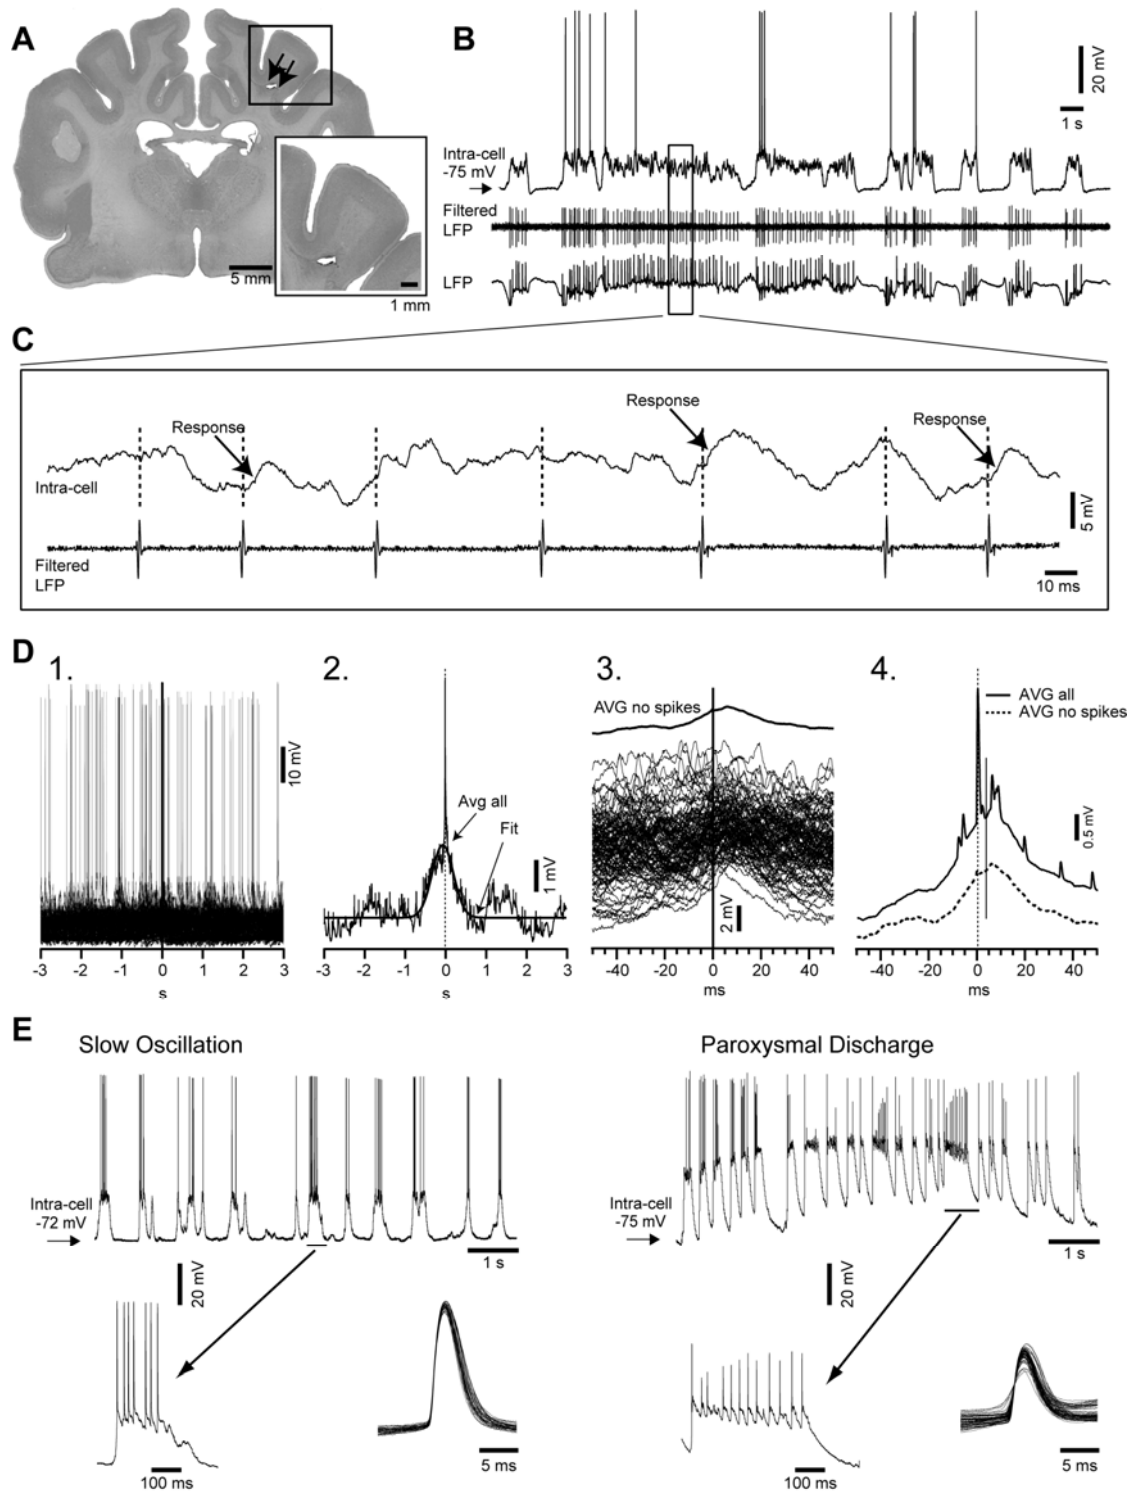 A
5 mm
1 mm
B
20 mV
1 s
Intra-cell
-75 mV
Filtered
LFP
LFP
C
Response
Response
Response
Intra-cell
5 mV
Filtered
LFP
10 ms
D
1.
2.
3.
4.
10 mV
Avg all
Fit
1 mV
AVG no spikes
2 mV
AVG all
AVG no spikes
0.5 mV
-3 -2 -1 0 1 2 3
s
-3 -2 -1 0 1 2 3
s
-40 -20 0 20 40
ms
-40 -20 0 20 40
ms
E
Slow Oscillation
Paroxysmal Discharge
Intra-cell
-72 mV
1 s
20 mV
100 ms
5 ms
Intra-cell
-75 mV
1 s
20 mV
100 ms
5 ms